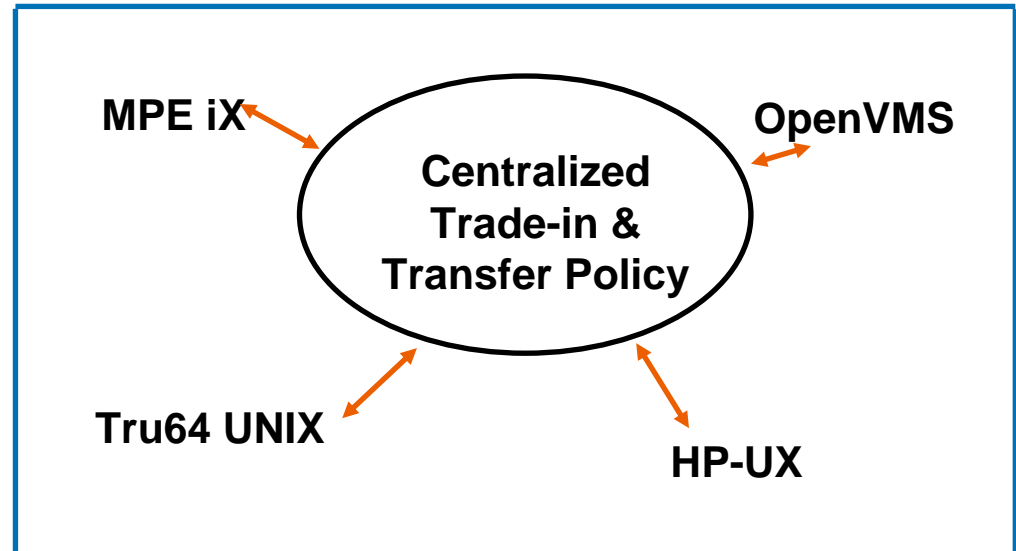 MPE iX
OpenVMS
Centralized
Trade-in &
Transfer Policy
Tru64 UNIX
HP-UX